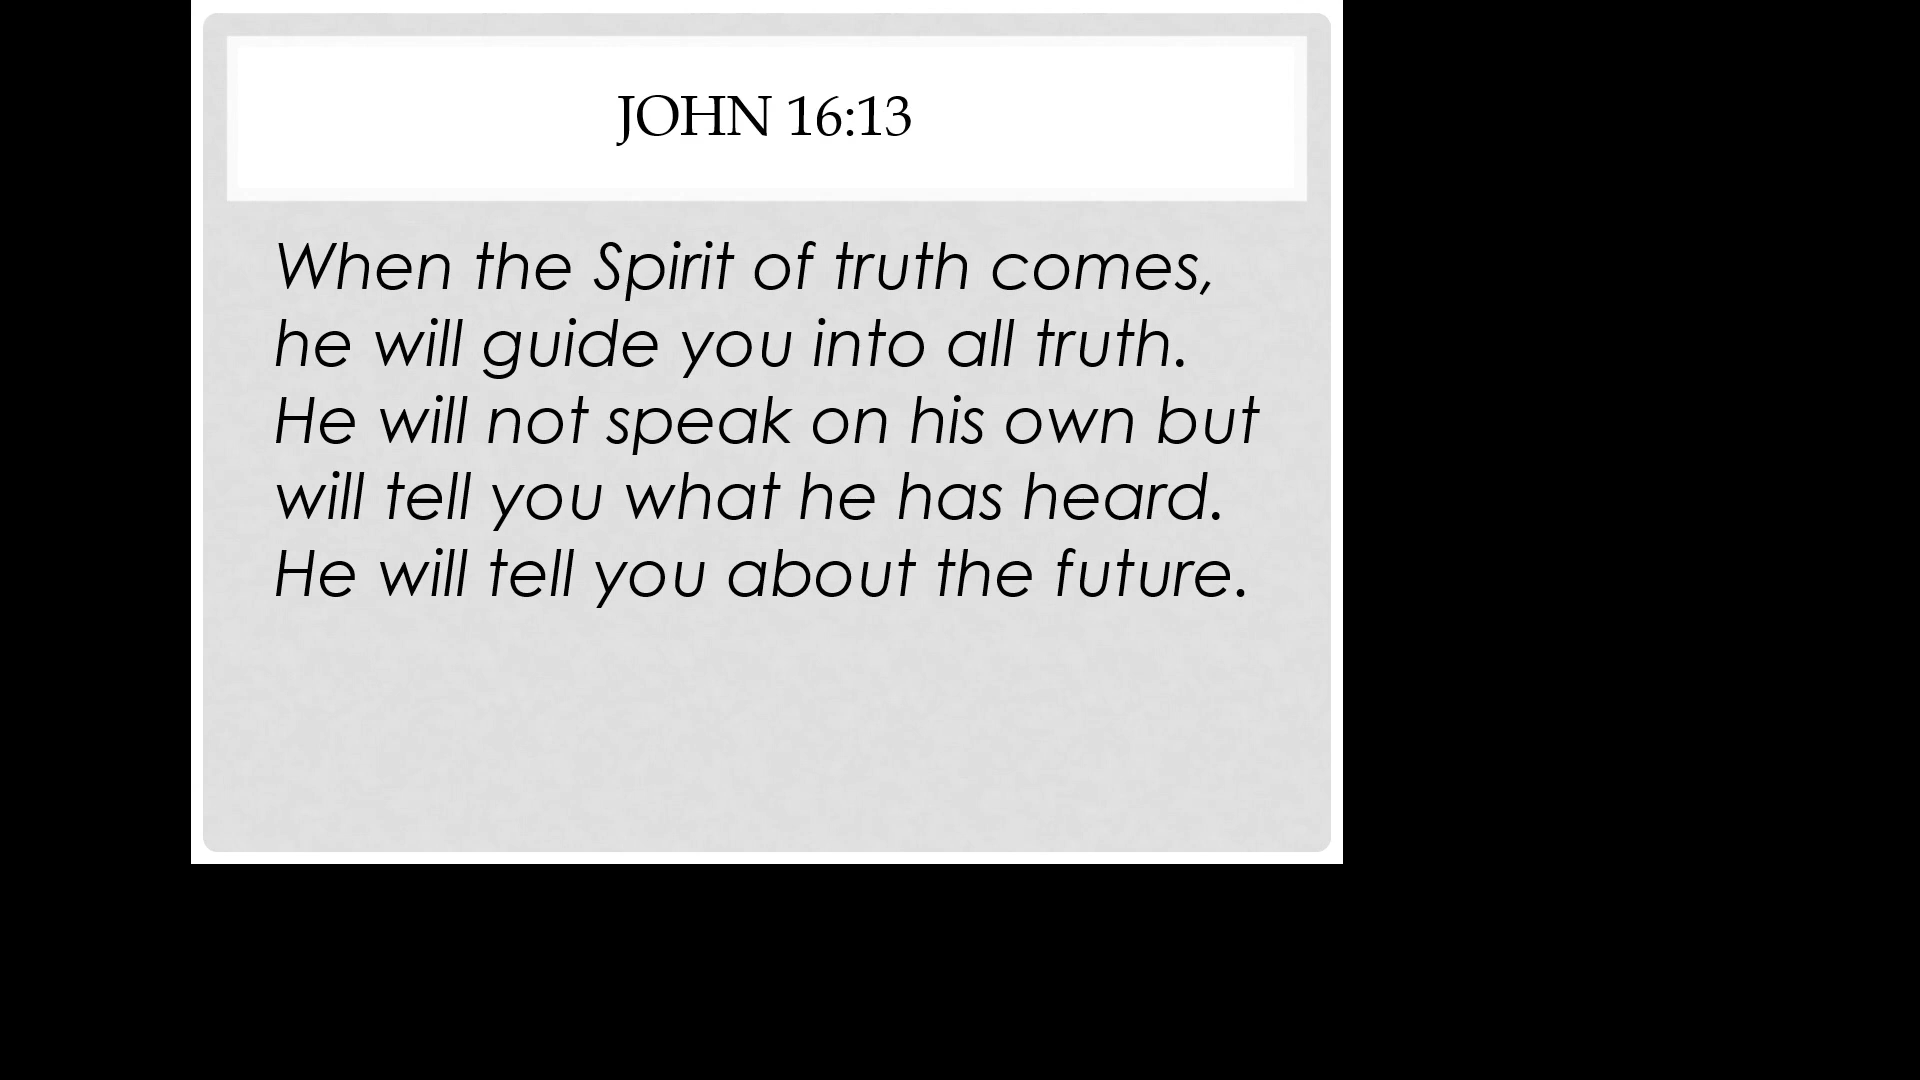 JOHN 16:13
When the Spirit of truth comes,
he will guide you into all truth.
He will not speak on his own but
will tell you what he has heard.
He will tell you about the future.